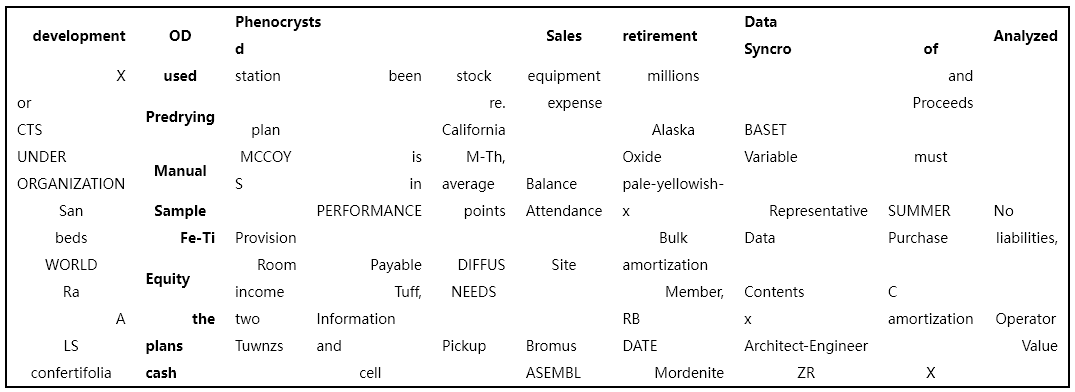 Phenocrysts Data
development OD Sales retirement Analyzed
d Syncro of
X used station been stock equipment millions and
or re. expense Proceeds
Predrying
CTS plan California Alaska BASET
UNDER MCCOY is M-Th, Oxide Variable must
Manual
ORGANIZATION S in average Balance pale-yellowish-
San Sample PERFORMANCE points Attendance x Representative SUMMER No
beds Fe-Ti Provision Bulk Data Purchase liabilities,
WORLD Room Payable DIFFUS Site amortization
Equity
Ra income Tuff, NEEDS Member, Contents C
A the two Information RB x amortization Operator
LS plans Tuwnzs and Pickup Bromus DATE Architect-Engineer Value
confertifolia cash cell ASEMBL Mordenite ZR X